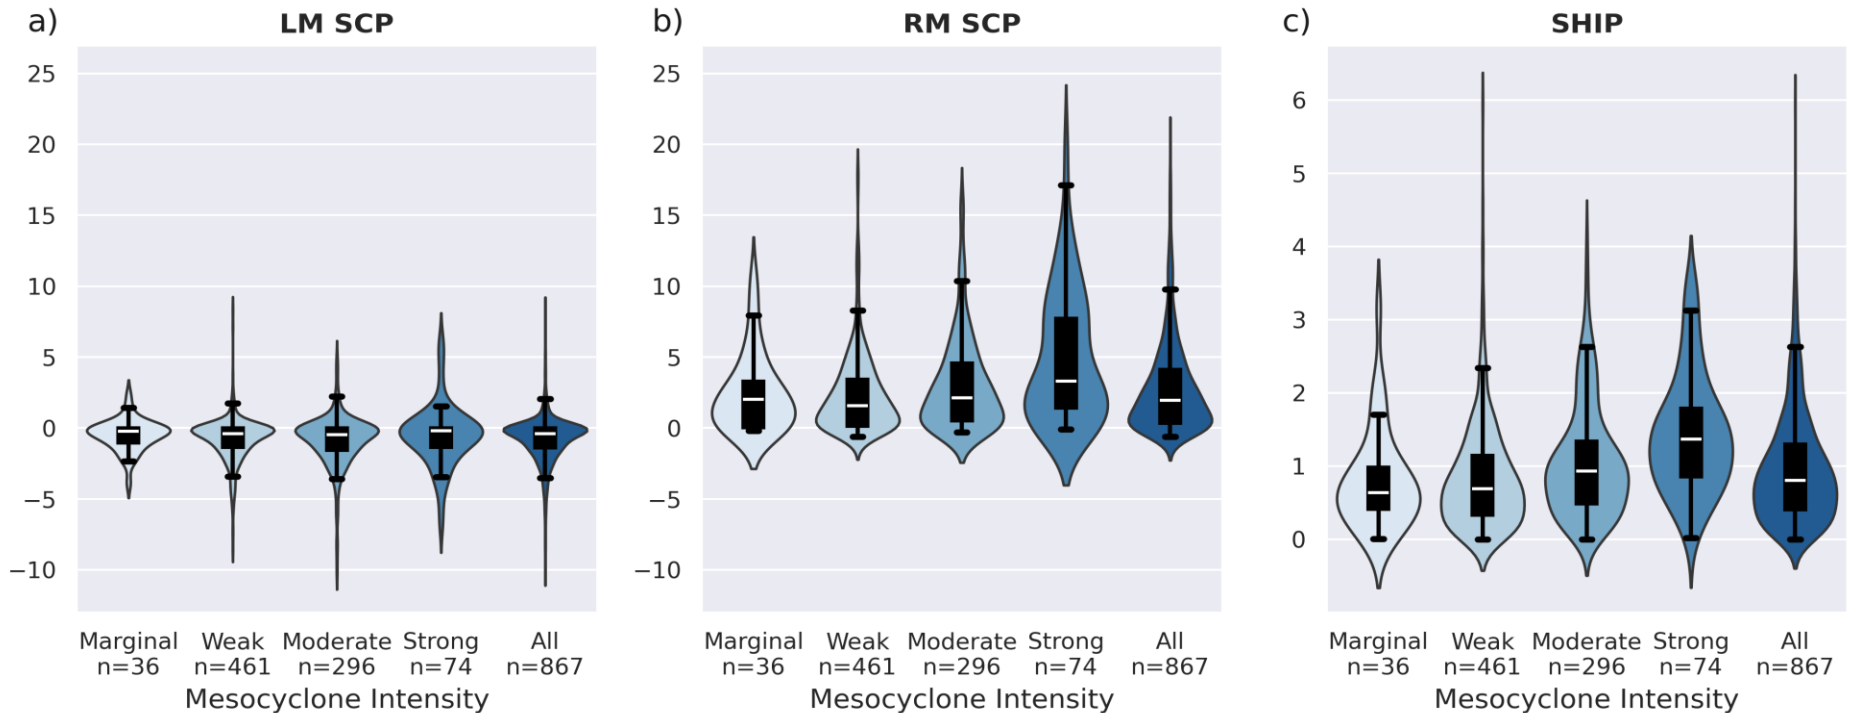 a) LM SCP
25
20
15
10
5
0
−5
−10
Marginal Weak Moderate Strong All
n=36 n=461 n=296 n=74 n=867
Mesocyclone Intensity
b) RM SCP
25
20
15
10
5
0
−5
−10
Marginal Weak Moderate Strong All
n=36 n=461 n=296 n=74 n=867
Mesocyclone Intensity
c) SHIP
6
5
4
3
2
1
0
Marginal Weak Moderate Strong All
n=36 n=461 n=296 n=74 n=867
Mesocyclone Intensity